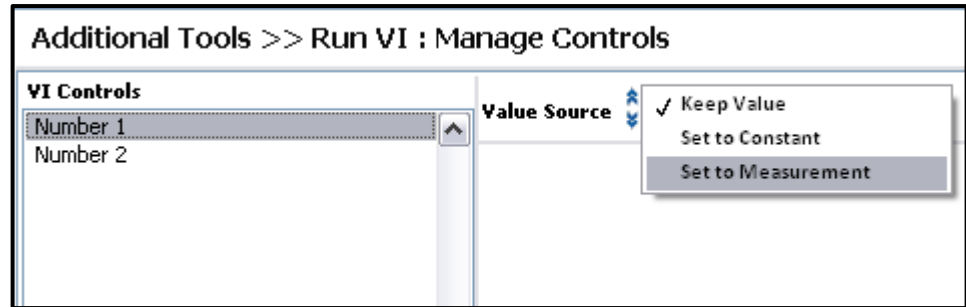 Additional Tools >> Run VI : Manage Controls
VI Controls
Number 1
Number 2
Value Source
✓ Keep Value
Set to Constant
Set to Measurement